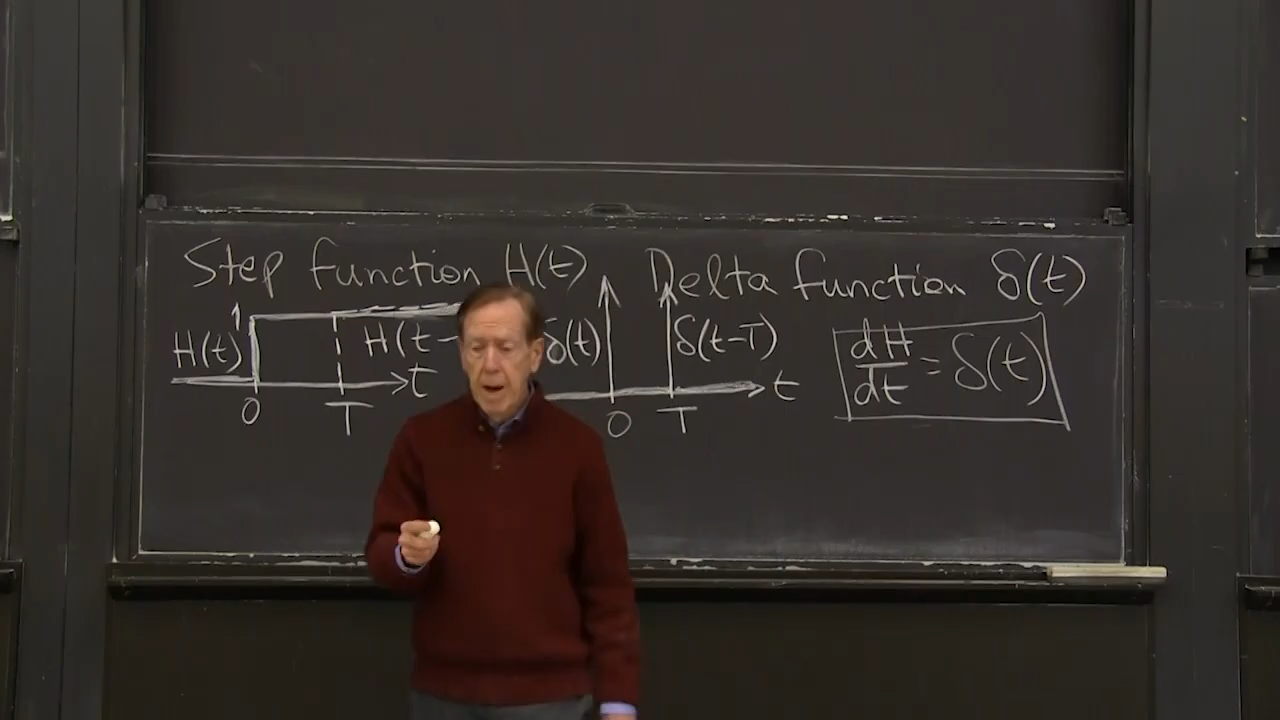 Step function H(t)
Delta function δ(t)
1
H(t)
H(t-
t
0
T
δ(t)
δ(t-T)
t
0
T
dH/dt = δ(t)